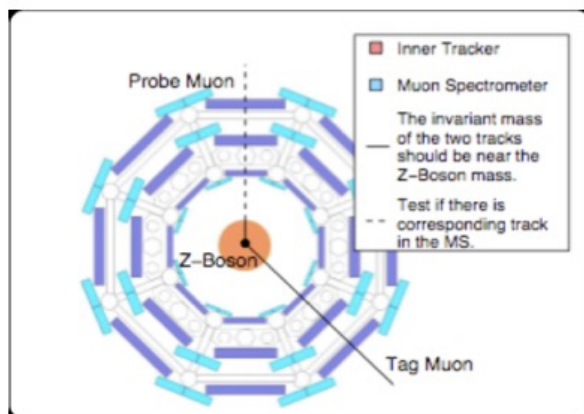 Probe Muon
Inner Tracker
Muon Spectrometer
The invariant mass
of the two tracks
should be near the
Z-Boson mass.
Test if there is
corresponding track
in the MS.
Z-Boson
Tag Muon